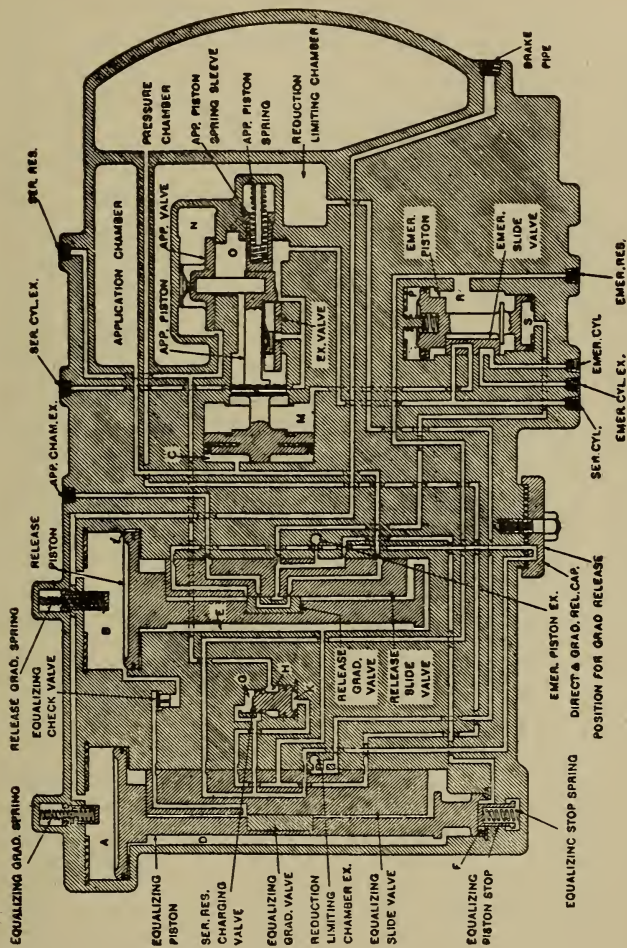 EQUALIZING GRAD. SPRING
RELEASE GRAD. SPRING
EQUALIZING
CHECK VALVE
RELEASE
PISTON
APP. CHAM. EX.
SER. CYL. EX.
SER. RES.
APPLICATION CHAMBER
APP. PISTON
APP. VALVE
PRESSURE
CHAMBER
APP. PISTON
SPRING SLEEVE
APP. PISTON
SPRING
REDUCTION
LIMITING CHAMBER
A
B
C
D
E
F
G
H
M
N
O
P
R
S
EX. VALVE
EMER.
PISTON
EMER.
SLIDE
VALVE
EQUALIZING
PISTON
SER. RES.
CHARGING
VALVE
EQUALIZING
GRAD. VALVE
REDUCTION
LIMITING
CHAMBER EX.
EQUALIZING
SLIDE VALVE
EQUALIZING
PISTON STOP
EQUALIZING STOP SPRING
RELEASE
GRAD.
VALVE
RELEASE
SLIDE
VALVE
EMER. PISTON EX.
DIRECT & GRAD. REL. CAP.
POSITION FOR GRAD RELEASE
SER. CYL.
EMER. CYL. EX.
EMER. CYL
EMER. RES.
BRAKE
PIPE